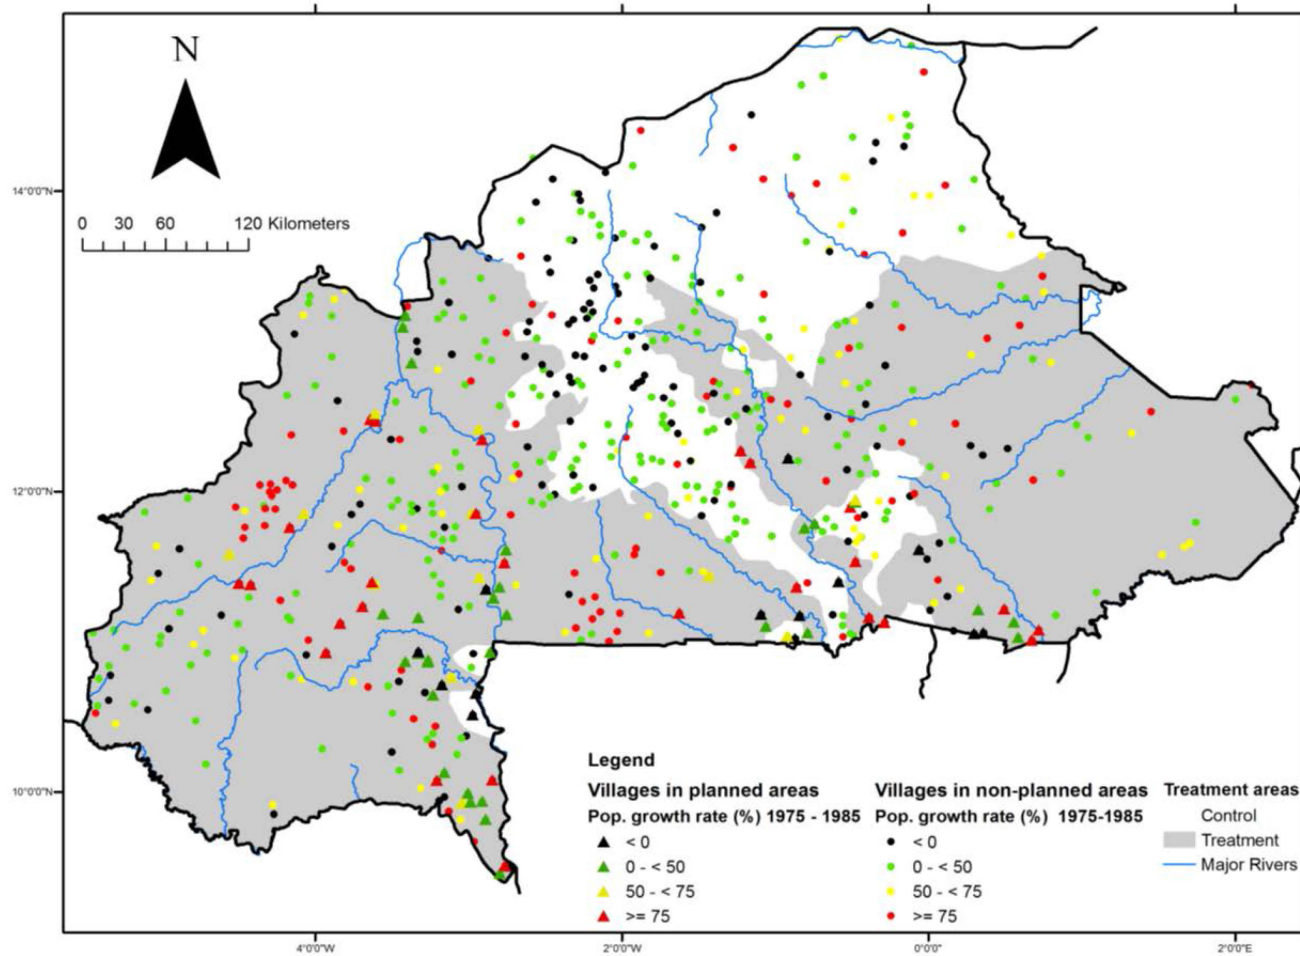 N
14°0'0"N
0 30 60 120 Kilometers
12°0'0"N
10°0'0"N
Legend
Villages in planned areas
Pop. growth rate (%) 1975 - 1985
< 0
0 - < 50
50 - < 75
>= 75
Villages in non-planned areas
Pop. growth rate (%) 1975-1985
< 0
0 - < 50
50 - < 75
>= 75
Treatment areas
Control
Treatment
Major Rivers
4°0'0"W 2°0'0"W 0°0'0" 2°0'0"E